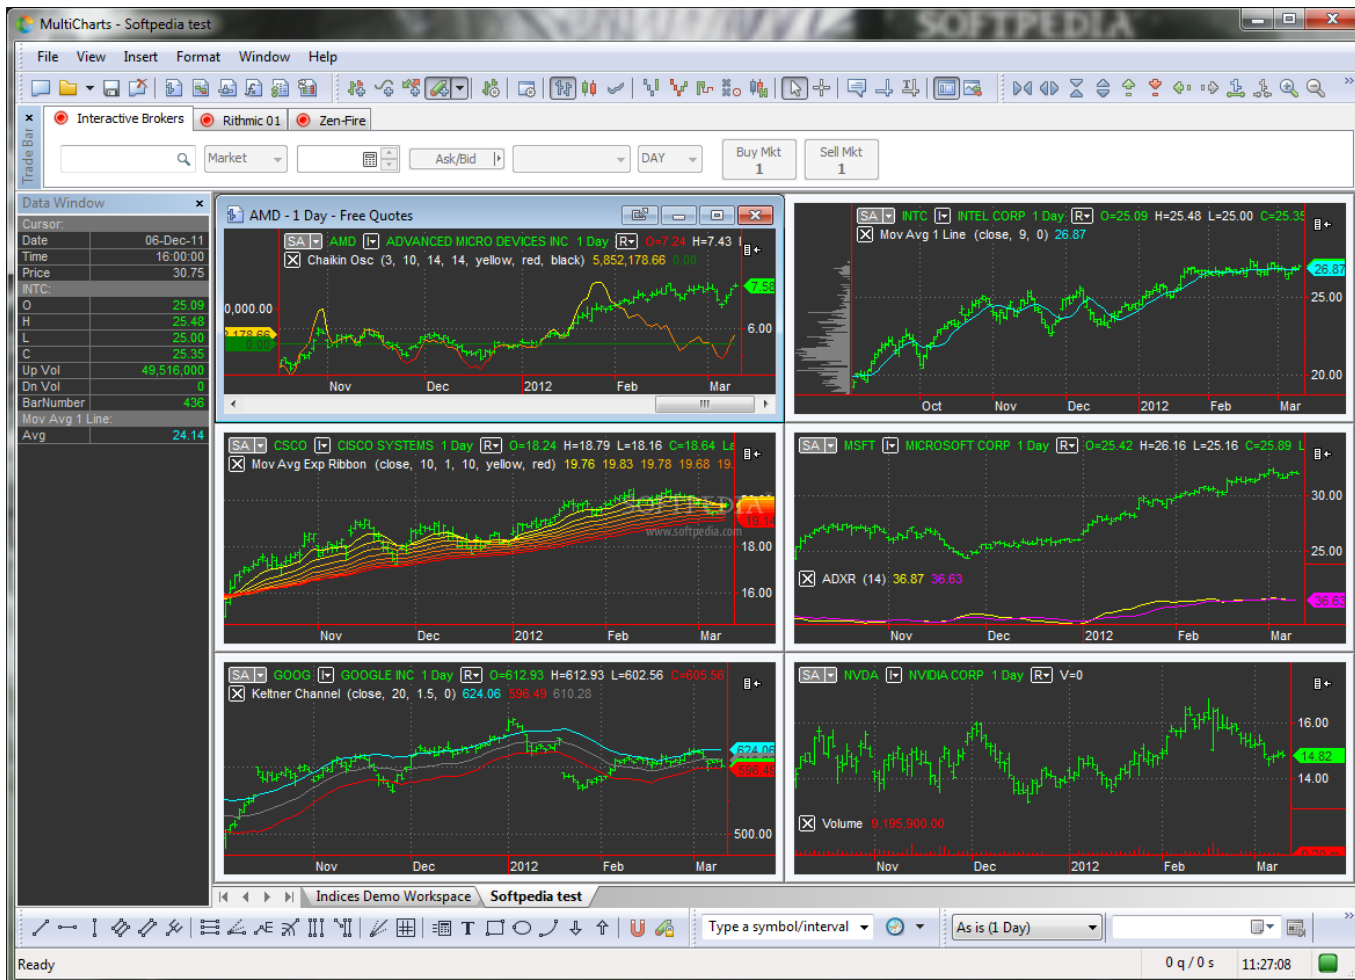 MultiCharts - Softpedia test
SOFTPEDIA
File View Insert Format Window Help
Trade Bar
Interactive Brokers Rithmic 01 Zen-Fire
Market Ask/Bid DAY Buy Mkt 1 Sell Mkt 1
Data Window
Cursor:
Date 06-Dec-11
Time 16:00:00
Price 30.75
INTC:
O 25.09
H 25.48
L 25.00
C 25.35
Up Vol 49,516,000
Dn Vol 0
BarNumber 436
Mov Avg 1 Line:
Avg 24.14
AMD - 1 Day - Free Quotes
SA AMD ADVANCED MICRO DEVICES INC 1 Day R O=7.24 H=7.43
Chaikin Osc (3, 10, 14, 14, yellow, red, black) 5,852,178.66 0.00
7.58
0,000.00
6.00
178.66
0.00
Nov Dec 2012 Feb Mar
SA INTC INTEL CORP 1 Day R O=25.09 H=25.48 L=25.00 C=25.35
Mov Avg 1 Line (close, 9, 0) 26.87
26.87
25.00
20.00
Oct Nov Dec 2012 Feb Mar
SA CSCO CISCO SYSTEMS 1 Day R O=18.24 H=18.79 L=18.16 C=18.64 La
Mov Avg Exp Ribbon (close, 10, 1, 10, yellow, red) 19.76 19.83 19.78 19.68 19.
SOFTPEDIA
www.softpedia.com
19.14
18.00
16.00
Nov Dec 2012 Feb Mar
SA MSFT MICROSOFT CORP 1 Day R O=25.42 H=26.16 L=25.16 C=25.89 L
30.00
25.00
ADXR (14) 36.87 36.63
36.63
Nov Dec 2012 Feb Mar
SA GOOG GOOGLE INC 1 Day R O=612.93 H=612.93 L=602.56 C=605.56
Keltner Channel (close, 20, 1.5, 0) 624.06 596.49 610.28
624.06
596.49
500.00
Nov Dec 2012 Feb Mar
SA NVDA NVIDIA CORP 1 Day R V=0
16.00
14.82
14.00
Volume 9,195,900.00
Nov Dec 2012 Feb Mar
Indices Demo Workspace Softpedia test
T Type a symbol/interval As is (1 Day)
Ready 0 q / 0 s 11:27:08